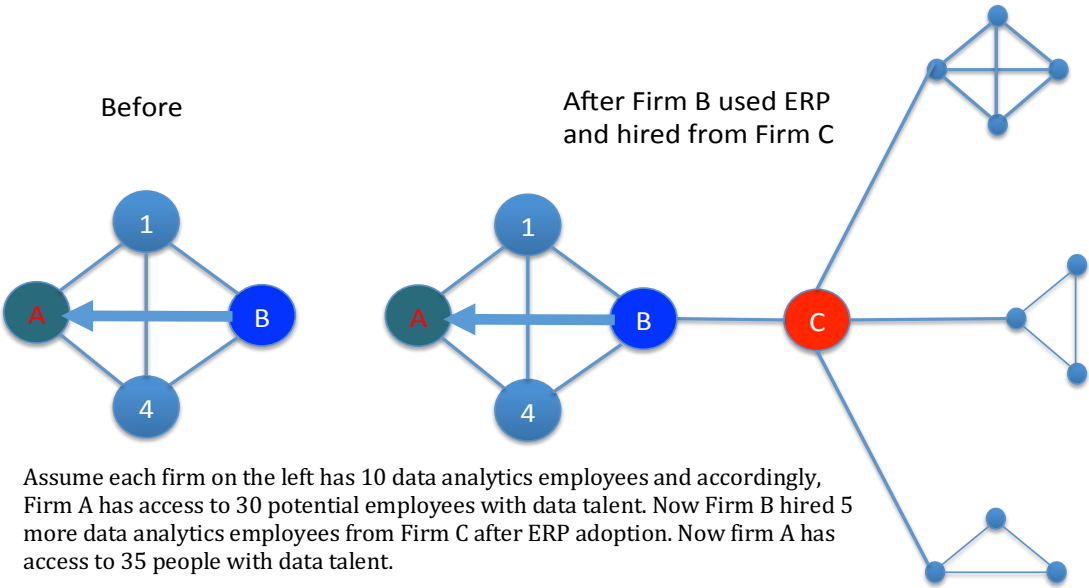 Before
After Firm B used ERP
and hired from Firm C
1
A
B
4
1
A
B
C
4
Assume each firm on the left has 10 data analytics employees and accordingly,
Firm A has access to 30 potential employees with data talent. Now Firm B hired 5
more data analytics employees from Firm C after ERP adoption. Now firm A has
access to 35 people with data talent.